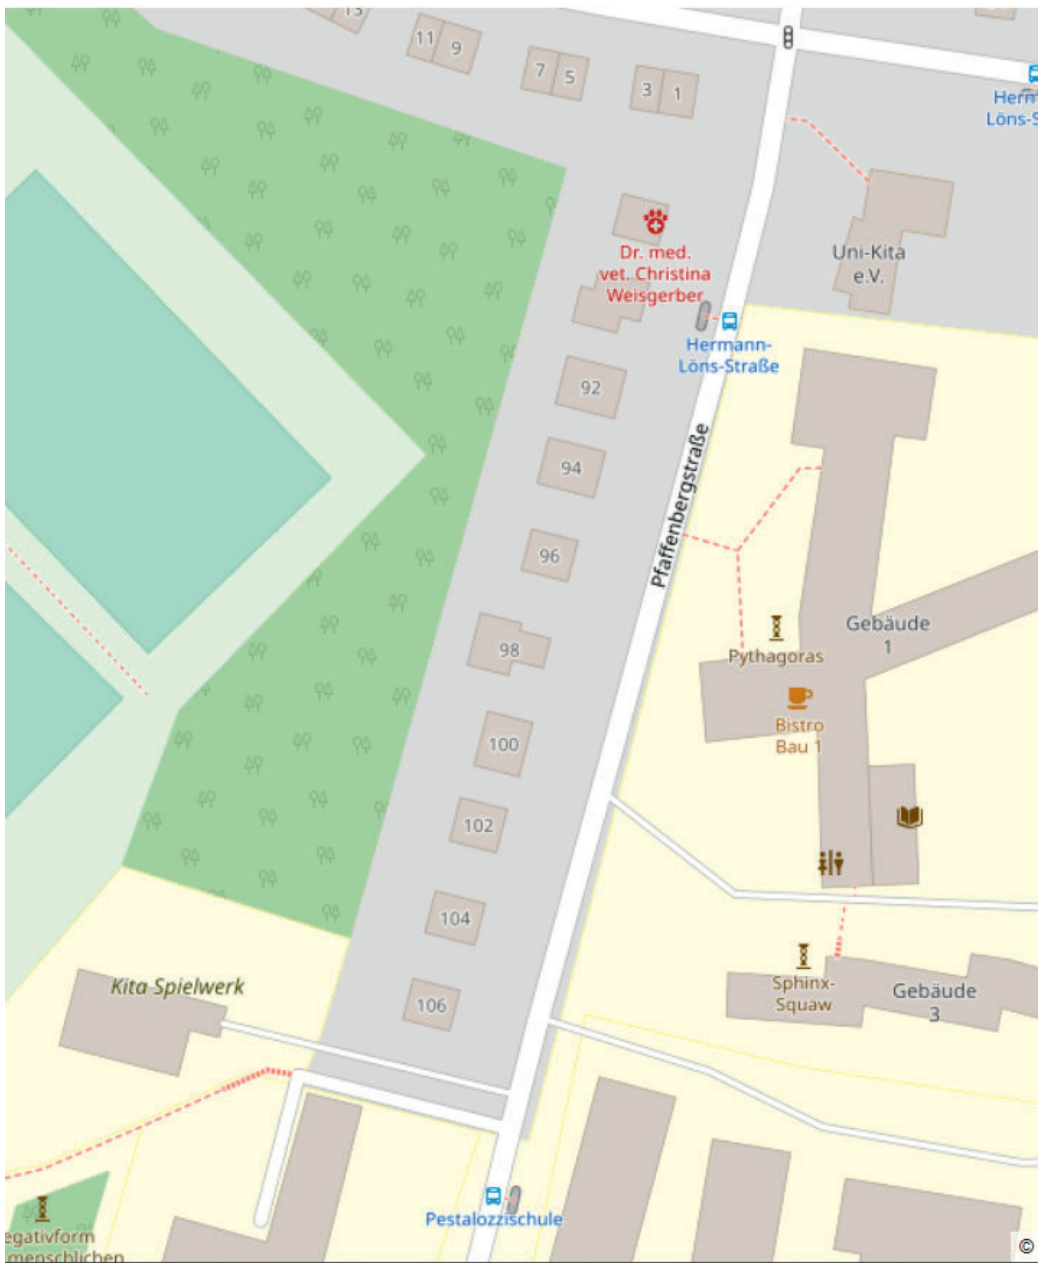 13
11
9
7
5
3
1
Löns-S
Uni-Kita
e.V.
Dr. med.
vet. Christina
Weisgerber
Hermann-
Löns-Straße
92
94
Pfaffenbergstraße
96
98
Gebäude
1
Pythagoras
Bistro
Bau 1
100
102
104
Kita Spielwerk
Sphinx-
Squaw
Gebäude
3
106
Pestalozzischule
egativform
menschlichen
©